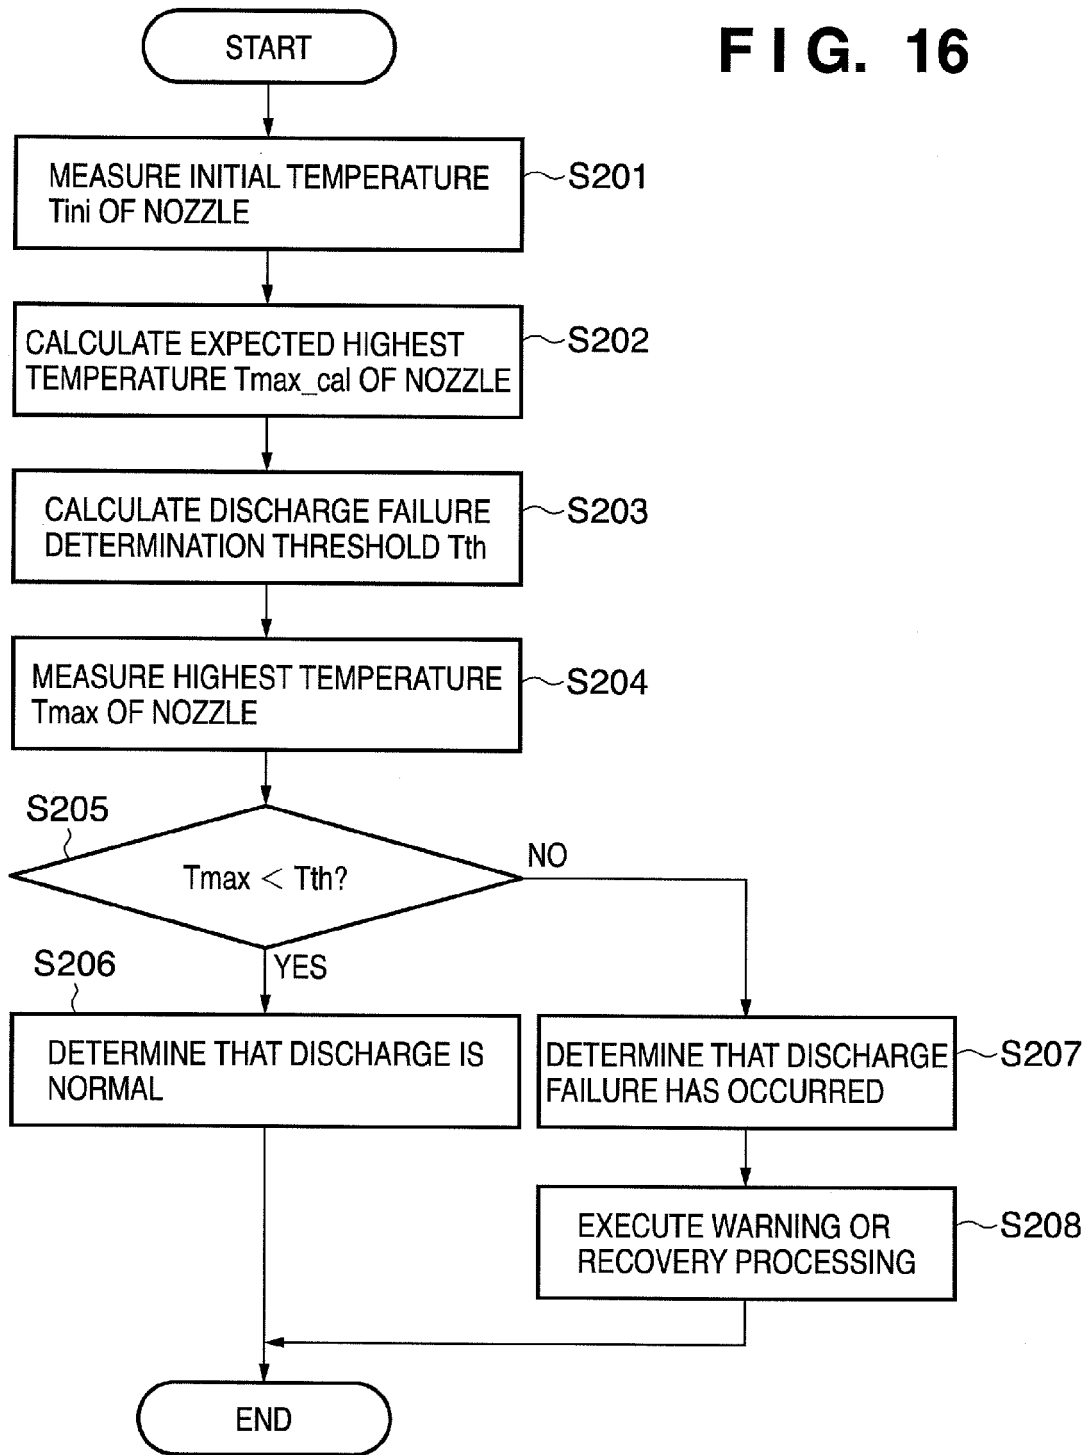 FIG. 16
START
MEASURE INITIAL TEMPERATURE
Tini OF NOZZLE
S201
CALCULATE EXPECTED HIGHEST
TEMPERATURE Tmax_cal OF NOZZLE
S202
CALCULATE DISCHARGE FAILURE
DETERMINATION THRESHOLD Tth
S203
MEASURE HIGHEST TEMPERATURE
Tmax OF NOZZLE
S204
S205
Tmax < Tth?
NO
YES
S206
DETERMINE THAT DISCHARGE IS
NORMAL
DETERMINE THAT DISCHARGE
FAILURE HAS OCCURRED
S207
EXECUTE WARNING OR
RECOVERY PROCESSING
S208
END